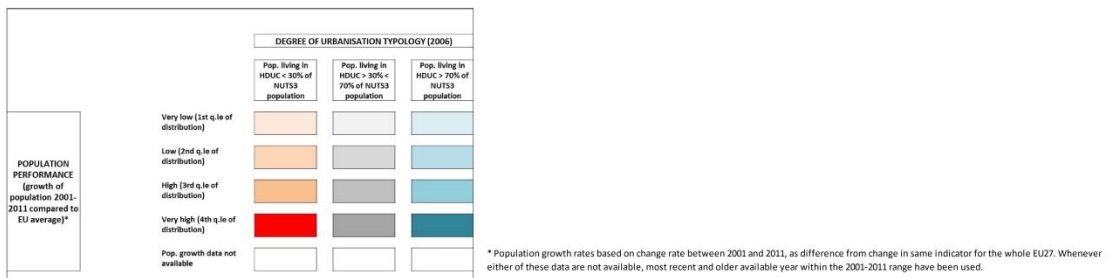 DEGREE OF URBANISATION TYPOLOGY (2006)
Pop. living in
HDUC < 30% of
NUTS3
population
Pop. living in
HDUC > 30% <
70% of NUTS3
population
Pop. living in
HDUC > 70% of
NUTS3
population
POPULATION
PERFORMANCE
(growth of
population 2001-
2011 compared to
EU average)*
Very low (1st q.le of
distribution)
Low (2nd q.le of
distribution)
High (3rd q.le of
distribution)
Very high (4th q.le of
distribution)
Pop. growth data not
available
* Population growth rates based on change rate between 2001 and 2011, as difference from change in same indicator for the whole EU27. Whenever
either of these data are not available, most recent and older available year within the 2001-2011 range have been used.